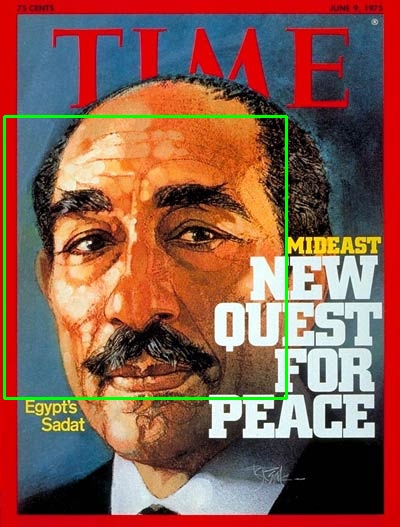 75 CENTS
JUNE 9, 1975
TIME
®
MIDEAST
NEW
QUEST
FOR
PEACE
Egypt's
Sadat